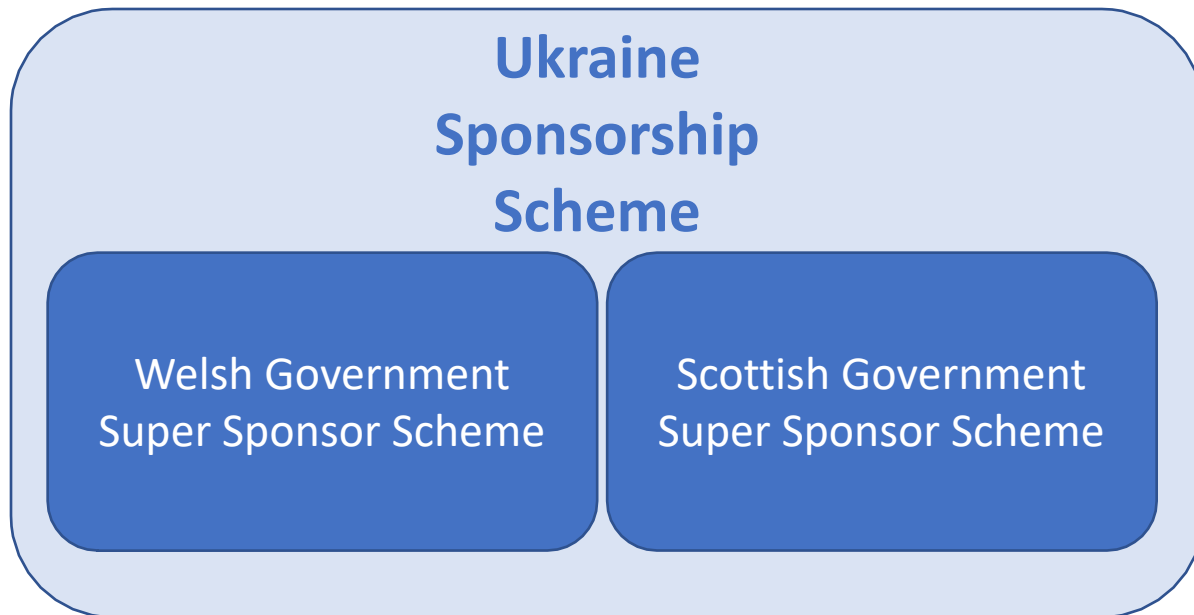 Ukraine
Sponsorship
Scheme
Welsh Government
Super Sponsor Scheme
Scottish Government
Super Sponsor Scheme